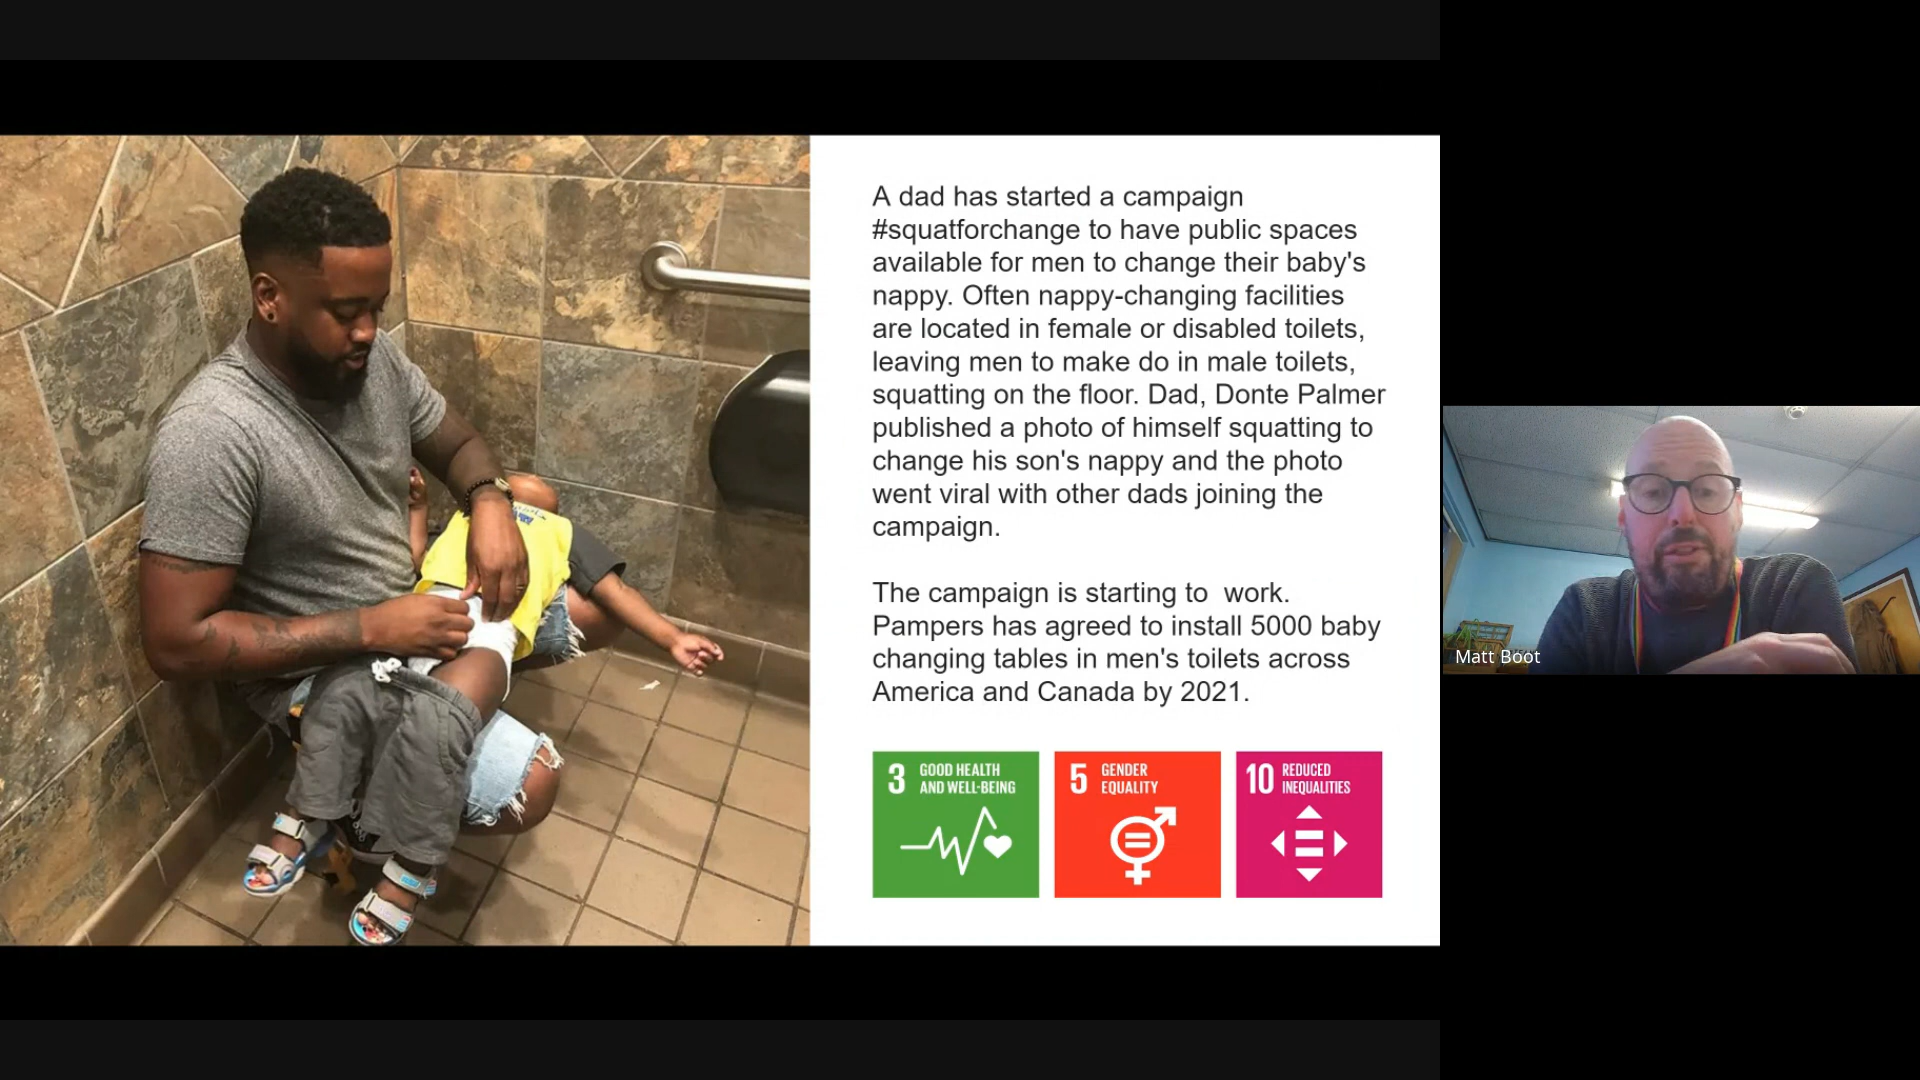 A dad has started a campaign
#squatforchange to have public spaces
available for men to change their baby's
nappy. Often nappy-changing facilities
are located in female or disabled toilets,
leaving men to make do in male toilets,
squatting on the floor. Dad, Donte Palmer
published a photo of himself squatting to
change his son's nappy and the photo
went viral with other dads joining the
campaign.
The campaign is starting to  work.
Pampers has agreed to install 5000 baby
changing tables in men's toilets across
America and Canada by 2021.
3 GOOD HEALTH
AND WELL-BEING
5 GENDER
EQUALITY
10 REDUCED
INEQUALITIES
Matt Boot